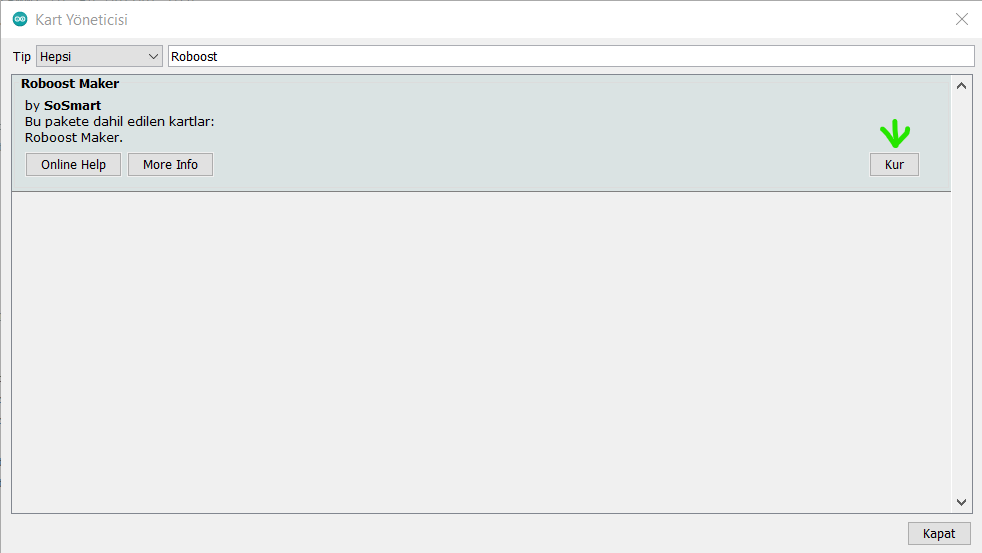 Kart Yöneticisi
Tip Hepsi Roboost
Roboost Maker
by SoSmart
Bu pakete dahil edilen kartlar:
Roboost Maker.
Online Help More Info Kur
Kapat